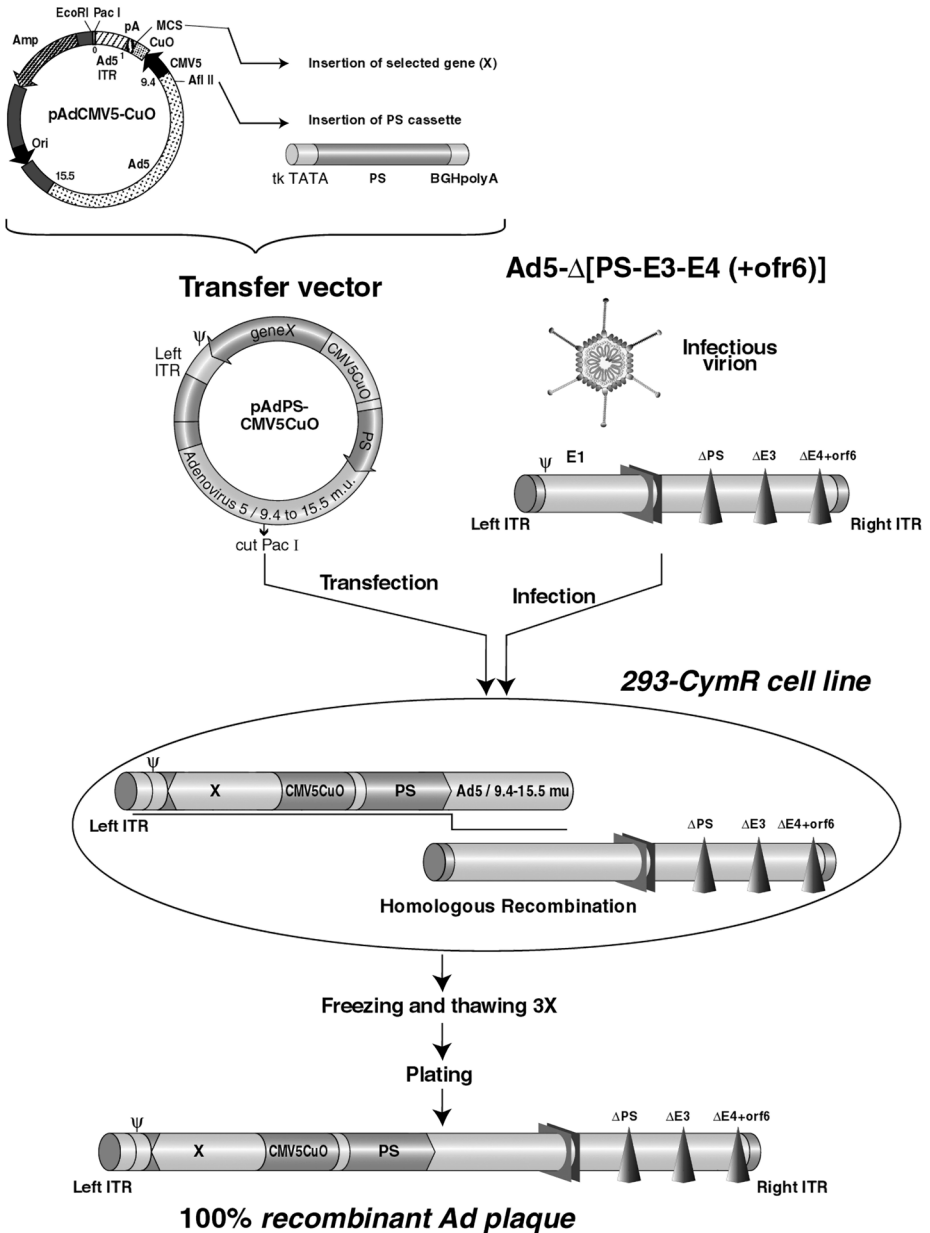 EcoRI Pac I
pA
MCS
CuO
Amp
0
1
Ad5
ITR
CMV5
9.4
Afl II
pAdCMV5-CuO
Ori
15.5
Ad5
Insertion of selected gene (X)
Insertion of PS cassette
tk TATA
PS
BGHpolyA
Transfer vector
Ad5-Δ[PS-E3-E4 (+ofr6)]
Ψ
Left
ITR
geneX
CMV5CuO
PS
pAdPS-
CMV5CuO
Adenovirus 5 / 9.4 to 15.5 m.u.
cut Pac I
Infectious
virion
Ψ
E1
ΔPS
ΔE3
ΔE4+orf6
Left ITR
Right ITR
Transfection
Infection
293-CymR cell line
Ψ
X
CMV5CuO
PS
Ad5 / 9.4-15.5 mu
Left ITR
ΔPS
ΔE3
ΔE4+orf6
Homologous Recombination
Freezing and thawing 3X
Plating
Ψ
ΔPS
ΔE3
ΔE4+orf6
X
CMV5CuO
PS
Left ITR
Right ITR
100% recombinant Ad plaque